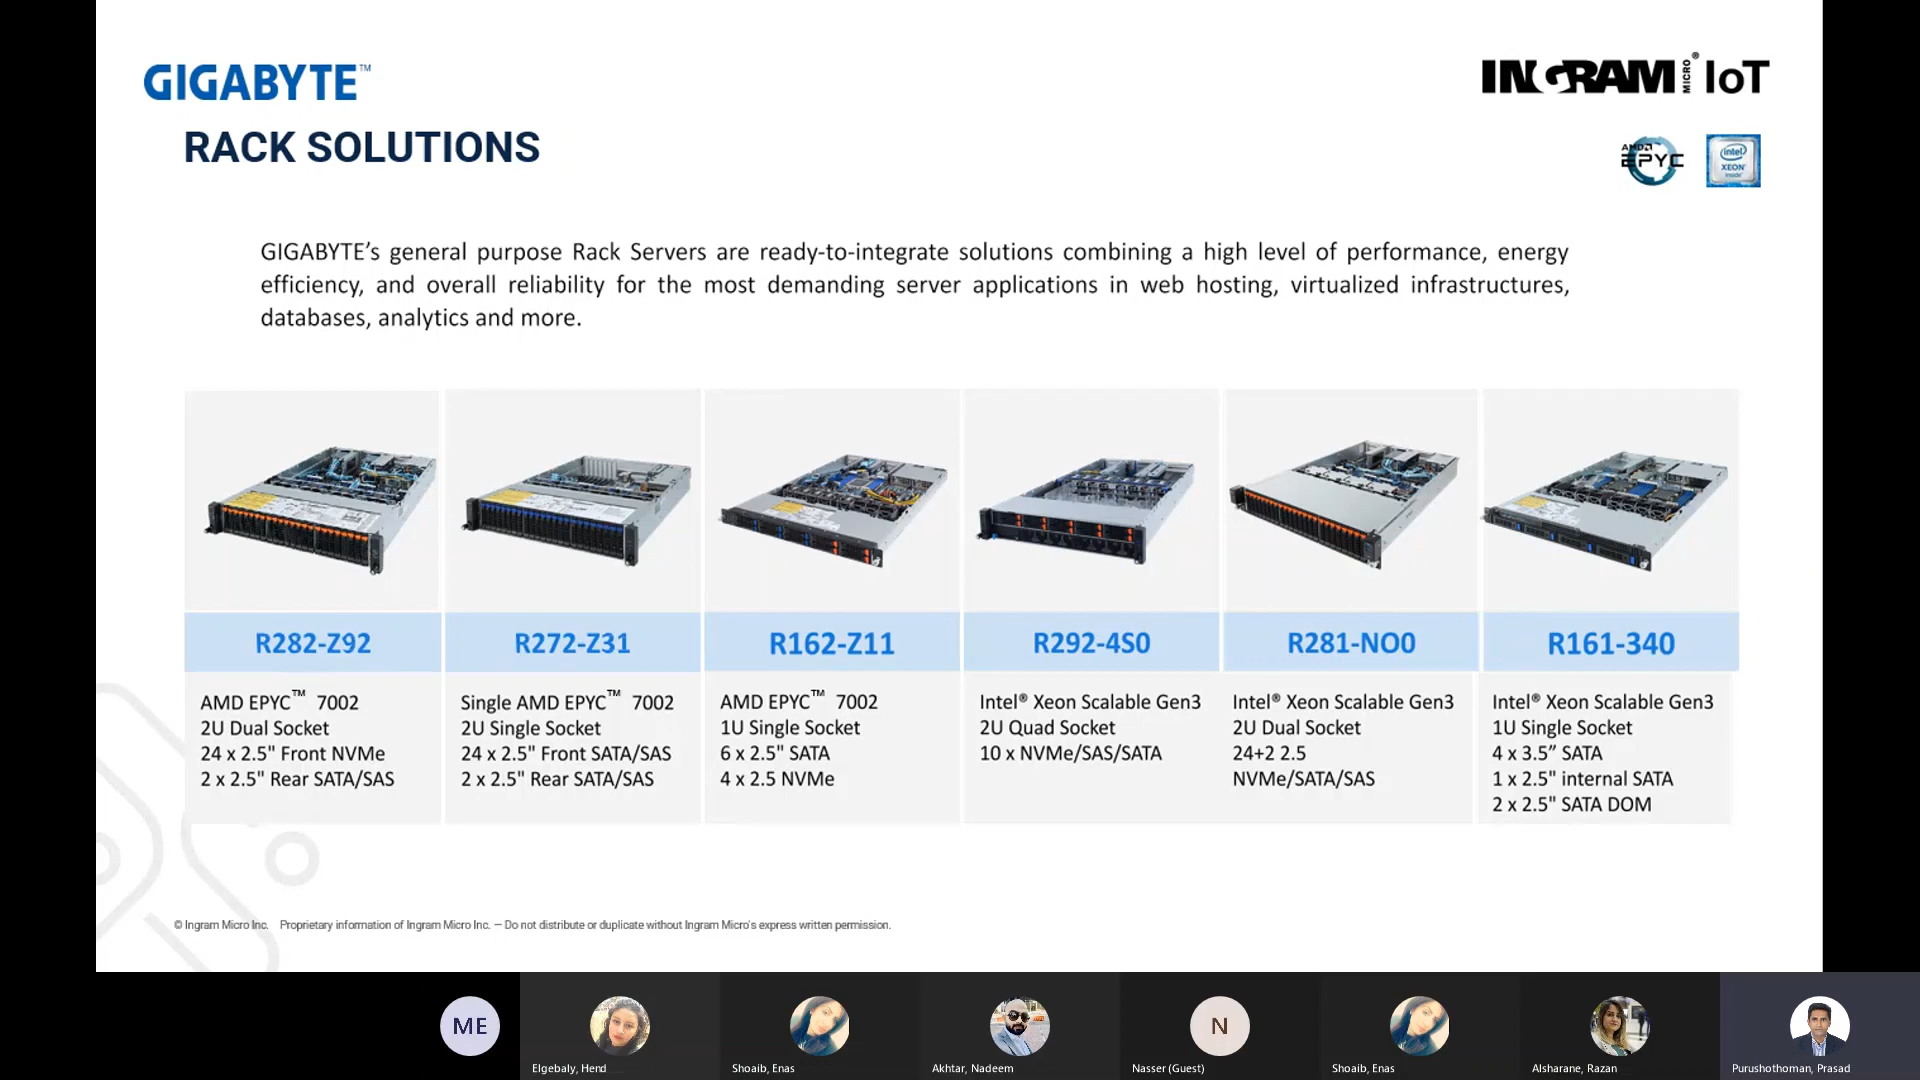 GIGABYTE™
INGRAM MICRO® IoT
RACK SOLUTIONS
AMD EPYC
intel XEON inside
GIGABYTE’s general purpose Rack Servers are ready-to-integrate solutions combining a high level of performance, energy
efficiency, and overall reliability for the most demanding server applications in web hosting, virtualized infrastructures,
databases, analytics and more.
R282-Z92
AMD EPYC™ 7002
2U Dual Socket
24 x 2.5" Front NVMe
2 x 2.5" Rear SATA/SAS
R272-Z31
Single AMD EPYC™ 7002
2U Single Socket
24 x 2.5" Front SATA/SAS
2 x 2.5" Rear SATA/SAS
R162-Z11
AMD EPYC™ 7002
1U Single Socket
6 x 2.5" SATA
4 x 2.5 NVMe
R292-4S0
Intel® Xeon Scalable Gen3
2U Quad Socket
10 x NVMe/SAS/SATA
R281-NO0
Intel® Xeon Scalable Gen3
2U Dual Socket
24+2 2.5
NVMe/SATA/SAS
R161-340
Intel® Xeon Scalable Gen3
1U Single Socket
4 x 3.5” SATA
1 x 2.5" internal SATA
2 x 2.5" SATA DOM
© Ingram Micro Inc. Proprietary information of Ingram Micro Inc. — Do not distribute or duplicate without Ingram Micro's express written permission.
ME
Elgebaly, Hend
Shoaib, Enas
Akhtar, Nadeem
N
Nasser (Guest)
Shoaib, Enas
Alsharane, Razan
Purushothoman, Prasad